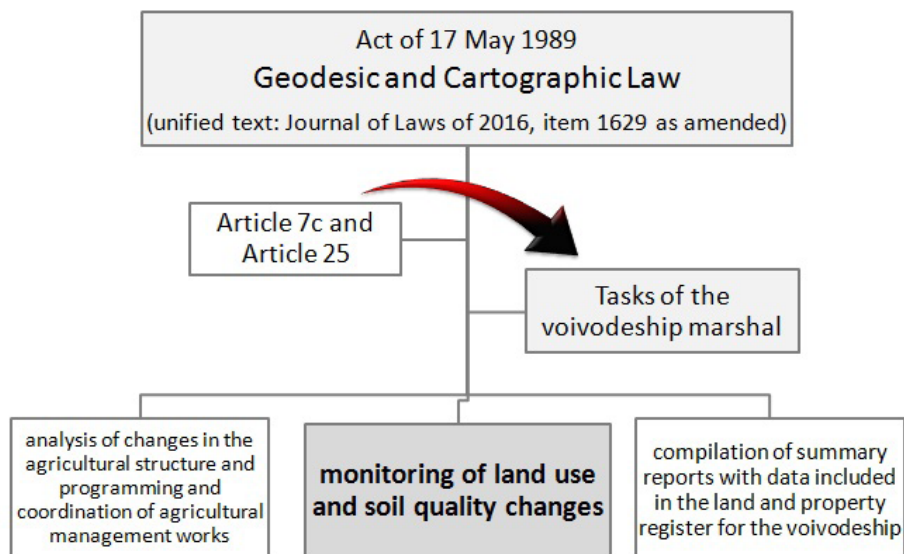 Act of 17 May 1989
Geodesic and Cartographic Law
(unified text: Journal of Laws of 2016, item 1629 as amended)
Article 7c and
Article 25
Tasks of the
voivodeship marshal
analysis of changes in the
agricultural structure and
programming and
coordination of agricultural
management works
monitoring of land use
and soil quality changes
compilation of summary
reports with data included
in the land and property
register for the voivodeship